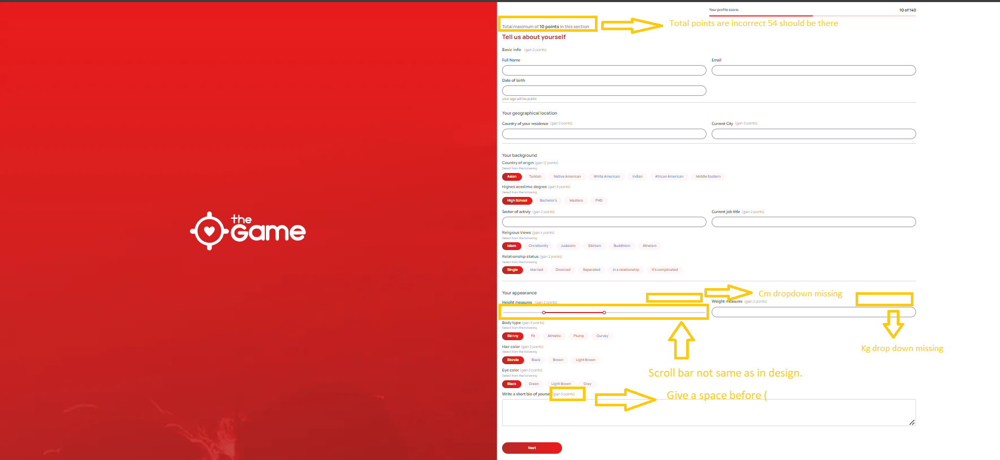 Your profile score:
10 of 140
Total maximum of 10 points in this section
Total points are incorrect 54 should be there
Tell us about yourself
Basic info (gain 2 points)
Full Name
Email
Date of birth
your age will be public
Your geographical location
Country of your residence (gain 2 points)
Current City (gain 2 points)
Your background
Country of origin (gain 12 points)
Select from the following
Asian Turkish Native American White American Indian African American Middle Eastern
Highes acedimic degree (gain 6 points)
Select from the following
High School Bachelor's Masters PHD
Sector of activiy (gain 2 points)
Current job title (gain 2 points)
the
Game
Religious Views (gain 4 points)
Select from the following
Islam Christianity Judaisim Sikhism Buddhism Atheism
Relationship status (gain 2 points)
Select from the following
Single Married Divorced Seperated in a relationship It's complicated
Your appearance
Cm dropdown missing
Height measures (gain 2 points)
Weight measures (gain 2 points)
Body type (gain 6 points)
Select from the following
Skinny Fit Athletic Plump Curvey
Kg drop down missing
Hair color (gain 2 points)
Select from the following
Blonde Black Brown Light Brown
Eye color (gain 2 points)
Select from the following
Scroll bar not same as in design.
Black Green Light Brown Gray
Write a short bio of yourse (gain 2 points)
Give a space before (
Next